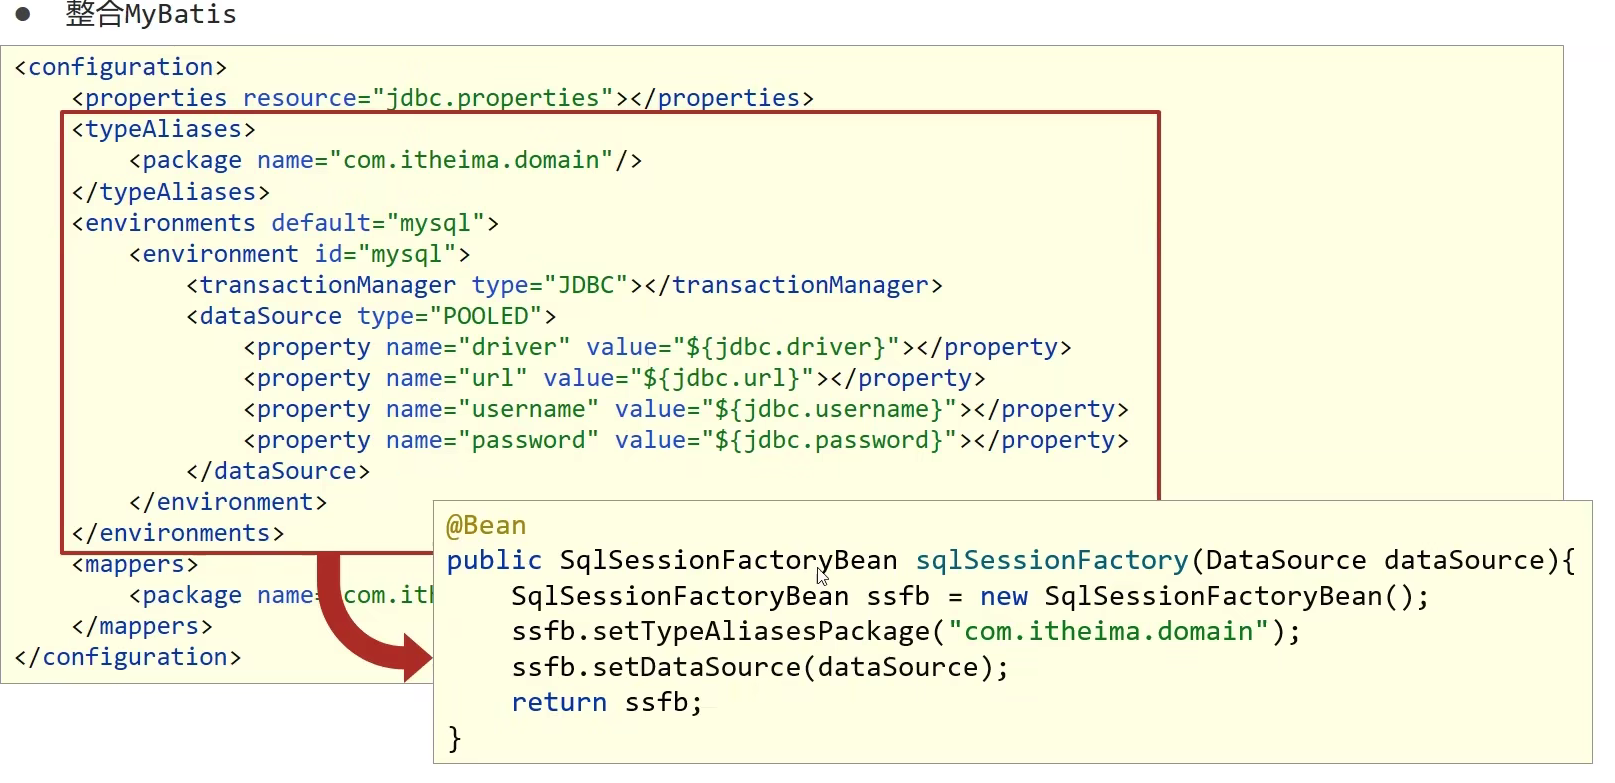 ● 整合MyBatis
<configuration>
<properties resource="jdbc.properties"></properties>
<typeAliases>
<package name="com.itheima.domain"/>
</typeAliases>
<environments default="mysql">
<environment id="mysql">
<transactionManager type="JDBC"></transactionManager>
<dataSource type="POOLED">
<property name="driver" value="${jdbc.driver}"></property>
<property name="url" value="${jdbc.url}"></property>
<property name="username" value="${jdbc.username}"></property>
<property name="password" value="${jdbc.password}"></property>
</dataSource>
</environment>
</environments>
<mappers>
<package name
</mappers>
</configuration>
@Bean
public SqlSessionFactoryBean sqlSessionFactory(DataSource dataSource){
SqlSessionFactoryBean ssfb = new SqlSessionFactoryBean();
ssfb.setTypeAliasesPackage("com.itheima.domain");
ssfb.setDataSource(dataSource);
return ssfb;
}